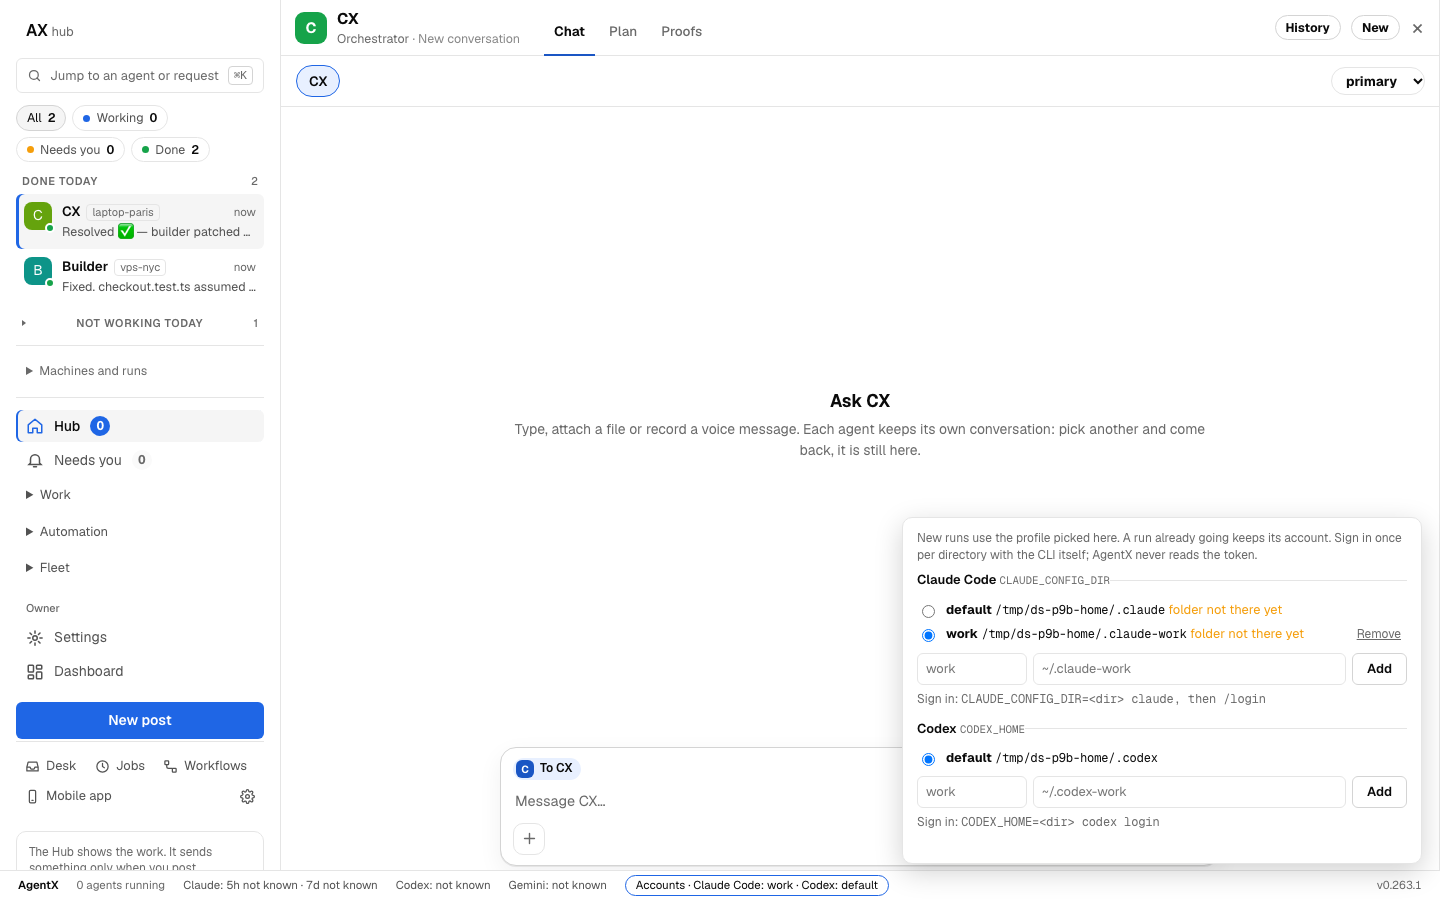 AX hub
Jump to an agent or request ⌘K
All 2
Working 0
Needs you 0
Done 2
DONE TODAY 2
C
CX laptop-paris now
Resolved ✅ — builder patched …
B
Builder vps-nyc now
Fixed. checkout.test.ts assumed …
NOT WORKING TODAY 1
Machines and runs
Hub 0
Needs you 0
Work
Automation
Fleet
Owner
Settings
Dashboard
New post
Desk Jobs Workflows
Mobile app
The Hub shows the work. It sends
something only when you post
C
CX
Orchestrator · New conversation
Chat Plan Proofs
History New ×
CX
primary
Ask CX
Type, attach a file or record a voice message. Each agent keeps its own conversation: pick another and come
back, it is still here.
C To CX
Message CX…
+
New runs use the profile picked here. A run already going keeps its account. Sign in once
per directory with the CLI itself; AgentX never reads the token.
Claude Code CLAUDE_CONFIG_DIR
default /tmp/ds-p9b-home/.claude folder not there yet
work /tmp/ds-p9b-home/.claude-work folder not there yet Remove
work ~/.claude-work Add
Sign in: CLAUDE_CONFIG_DIR=<dir> claude, then /login
Codex CODEX_HOME
default /tmp/ds-p9b-home/.codex
work ~/.codex-work Add
Sign in: CODEX_HOME=<dir> codex login
AgentX 0 agents running Claude: 5h not known · 7d not known Codex: not known Gemini: not known Accounts · Claude Code: work · Codex: default v0.263.1